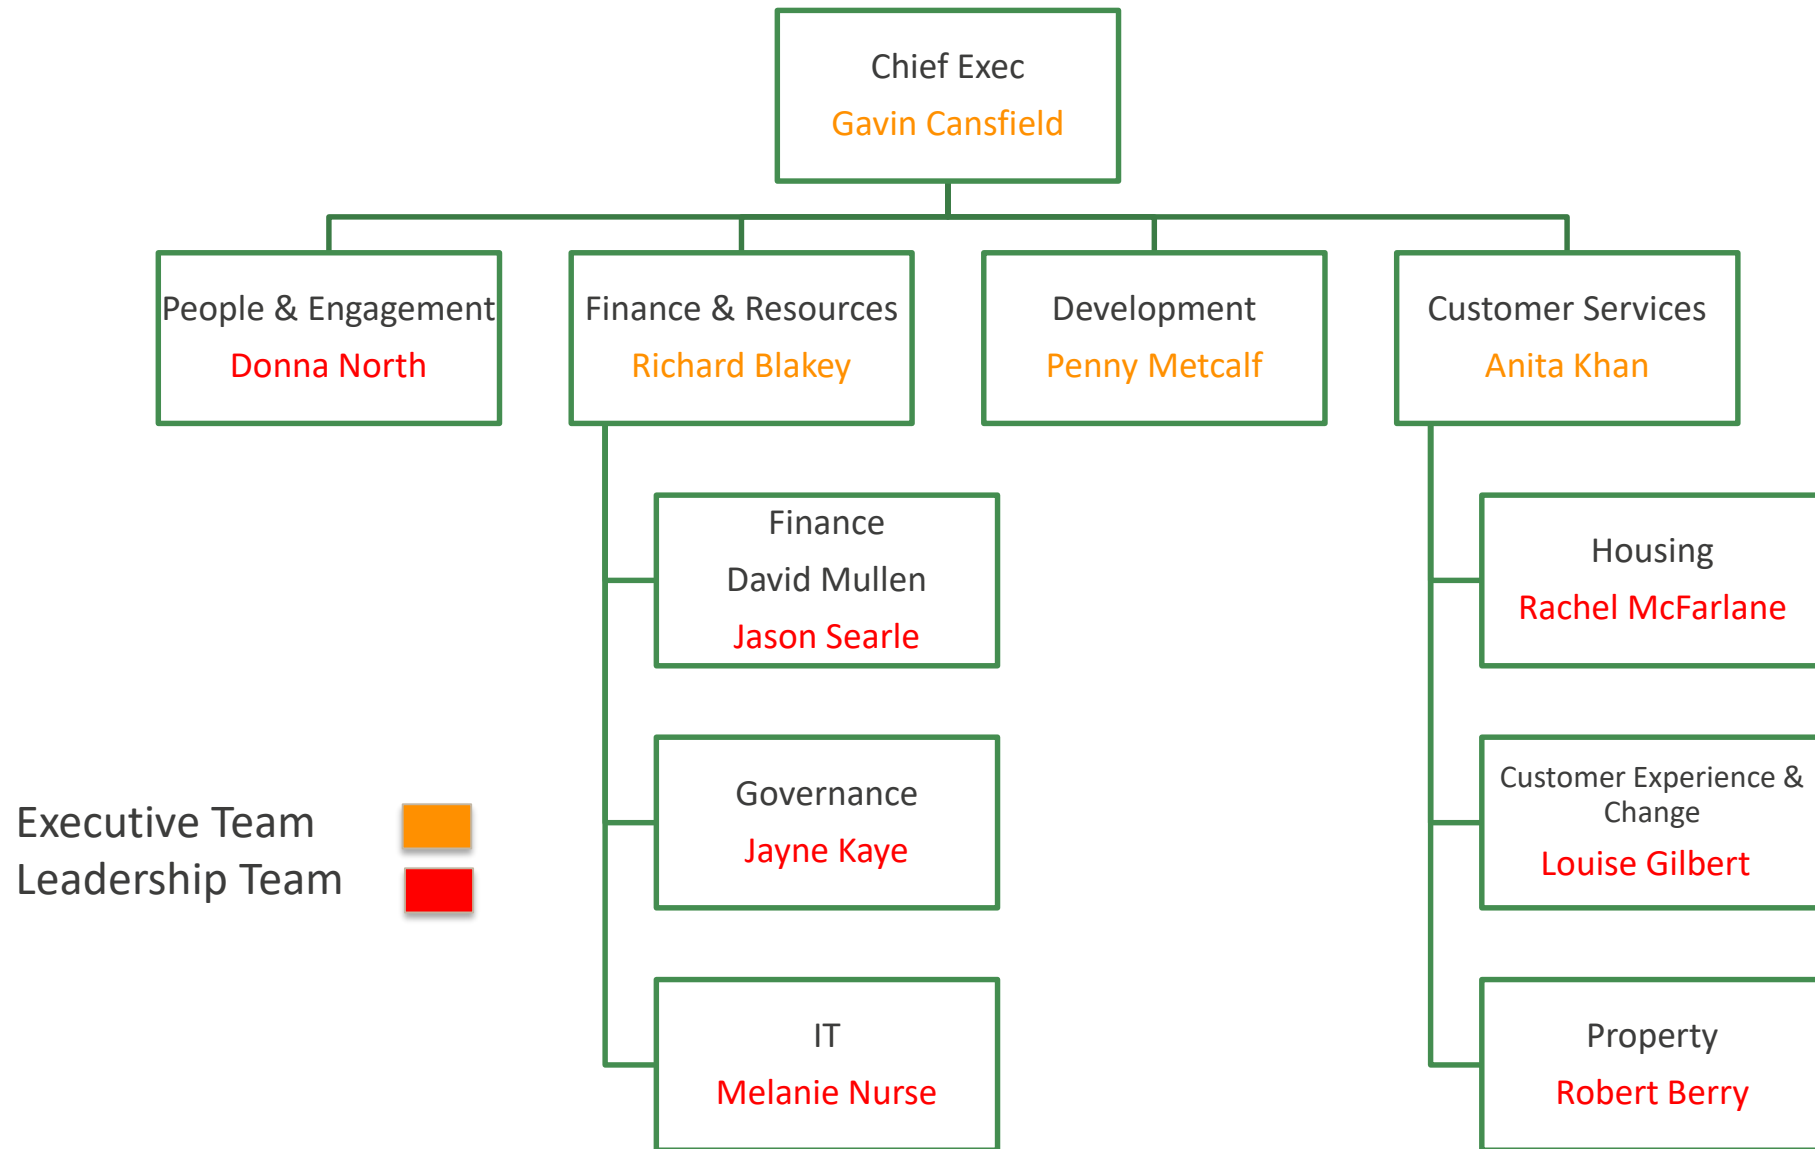 Chief Exec
Gavin Cansfield
People & Engagement
Donna North
Finance & Resources
Richard Blakey
Development
Penny Metcalf
Customer Services
Anita Khan
Finance
David Mullen
Jason Searle
Housing
Rachel McFarlane
Governance
Jayne Kaye
Customer Experience &
Change
Louise Gilbert
Executive Team
Leadership Team
IT
Melanie Nurse
Property
Robert Berry